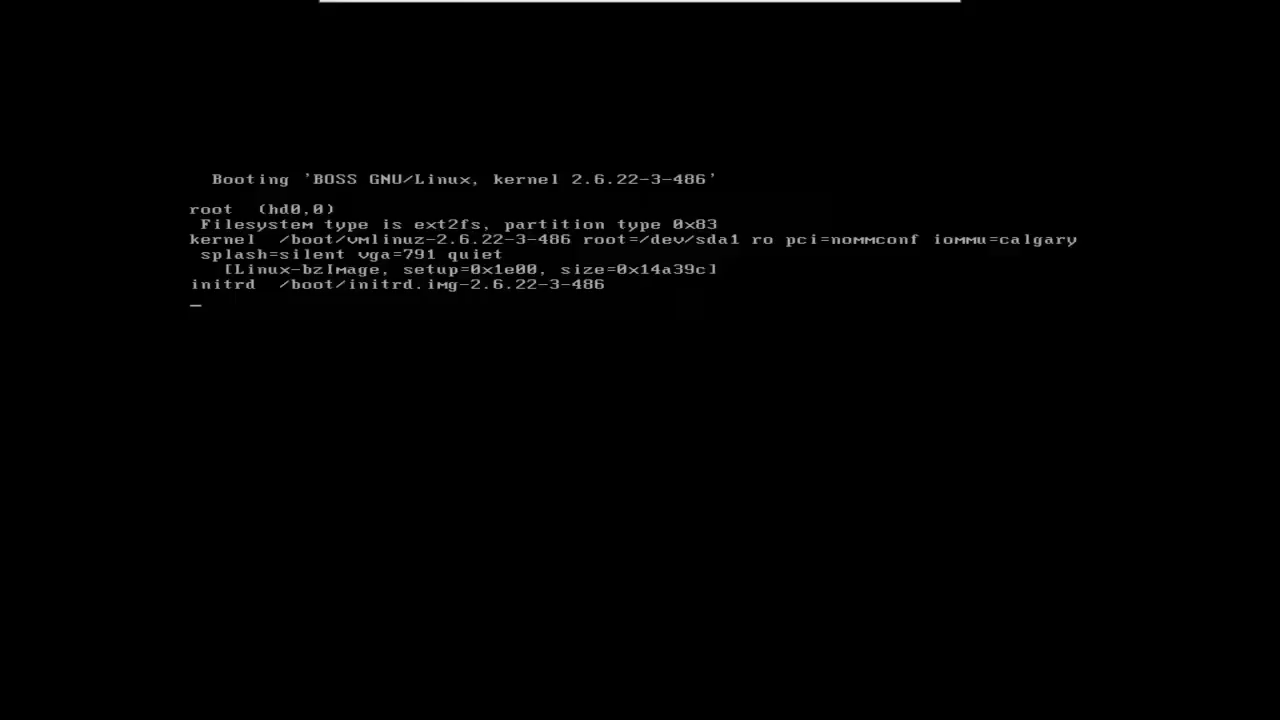 Booting 'BOSS GNU/Linux, kernel 2.6.22-3-486'
root (hd0,0)
Filesystem type is ext2fs, partition type 0x83
kernel /boot/vmlinuz-2.6.22-3-486 root=/dev/sda1 ro pci=nommconf iommu=calgary
splash=silent vga=791 quiet
[Linux-bzImage, setup=0x1e00, size=0x14a39c]
initrd /boot/initrd.img-2.6.22-3-486
_